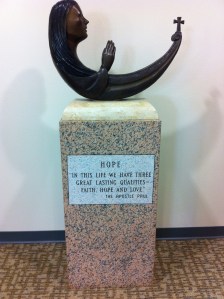 HOPE
"IN THIS LIFE WE HAVE THREE
GREAT LASTING QUALITIES -
FAITH, HOPE AND LOVE"
THE APOSTLE PAUL